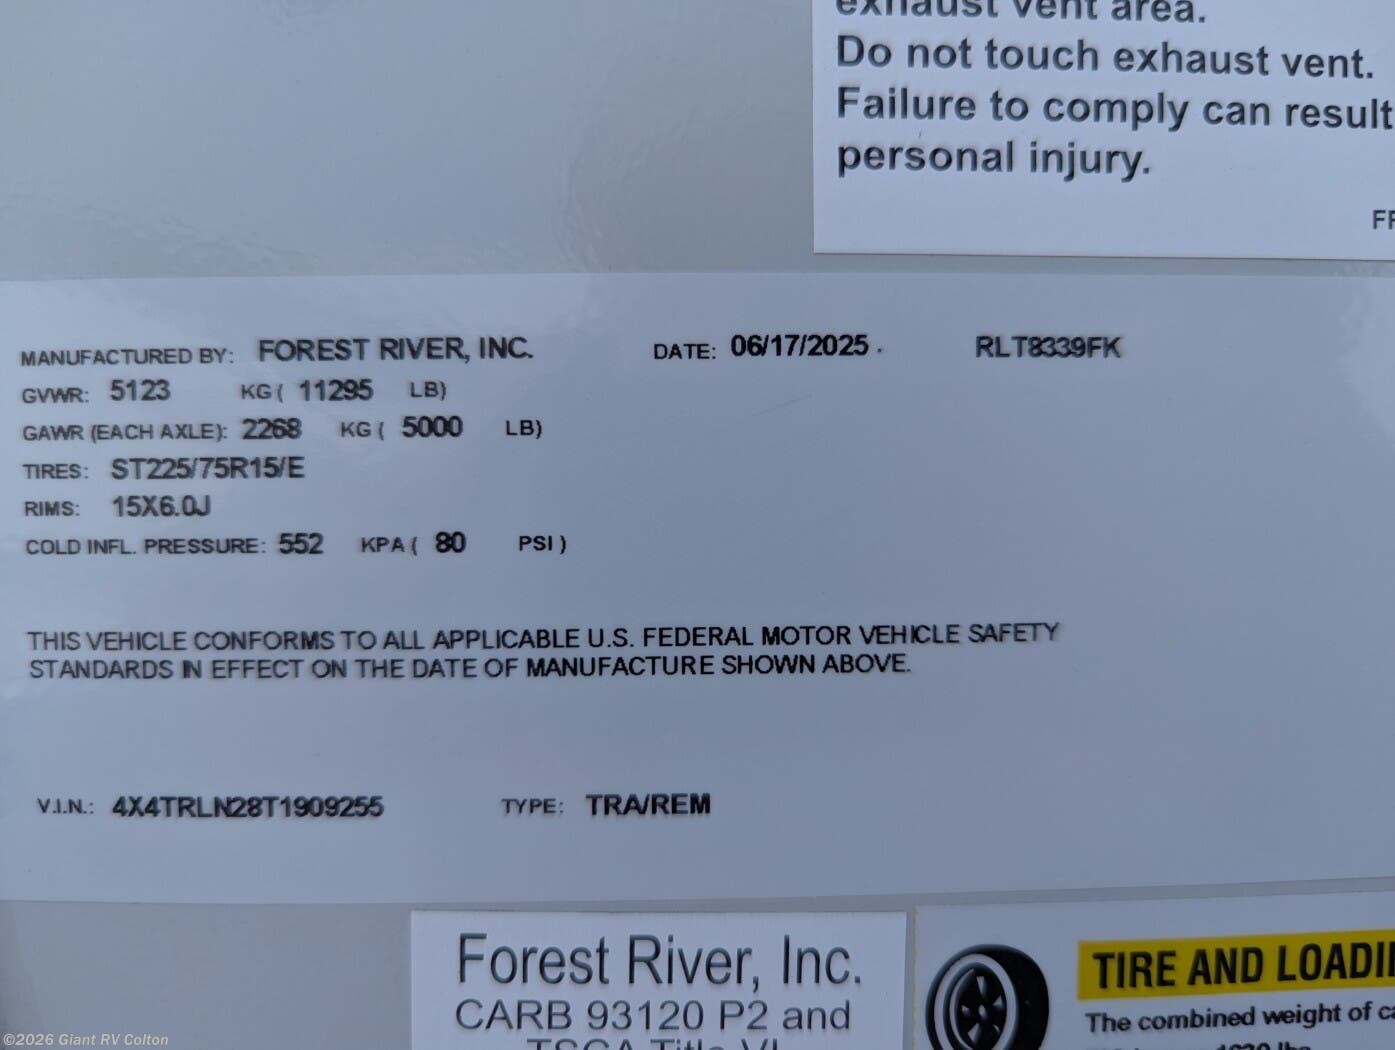 exhaust vent area.
Do not touch exhaust vent.
Failure to comply can result
personal injury.
MANUFACTURED BY: FOREST RIVER, INC. DATE: 06/17/2025 . RLT8339FK
GVWR: 5123 KG ( 11295 LB)
GAWR (EACH AXLE): 2268 KG ( 5000 LB)
TIRES: ST225/75R15/E
RIMS: 15X6.0J
COLD INFL. PRESSURE: 552 KPA ( 80 PSI )
THIS VEHICLE CONFORMS TO ALL APPLICABLE U.S. FEDERAL MOTOR VEHICLE SAFETY
STANDARDS IN EFFECT ON THE DATE OF MANUFACTURE SHOWN ABOVE.
V.I.N.: 4X4TRLN28T1909255 TYPE: TRA/REM
Forest River, Inc.
CARB 93120 P2 and
TSCA Title VI
TIRE AND
The combined weight of
©2026 Giant RV Colton